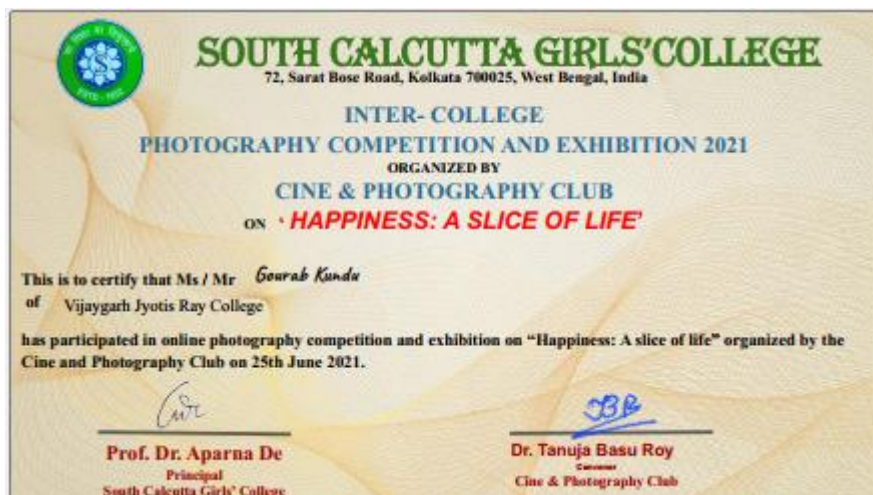 SOUTH CALCUTTA GIRLS'COLLEGE
72, Sarat Bose Road, Kolkata 700025, West Bengal, India
INTER- COLLEGE
PHOTOGRAPHY COMPETITION AND EXHIBITION 2021
ORGANIZED BY
CINE & PHOTOGRAPHY CLUB
ON ' HAPPINESS: A SLICE OF LIFE'
This is to certify that Ms / Mr Gourab Kundu
of Vijaygarh Jyotis Ray College
has participated in online photography competition and exhibition on “Happiness: A slice of life” organized by the
Cine and Photography Club on 25th June 2021.
Prof. Dr. Aparna De
Principal
South Calcutta Girls' College
Dr. Tanuja Basu Roy
Convenor
Cine & Photography Club